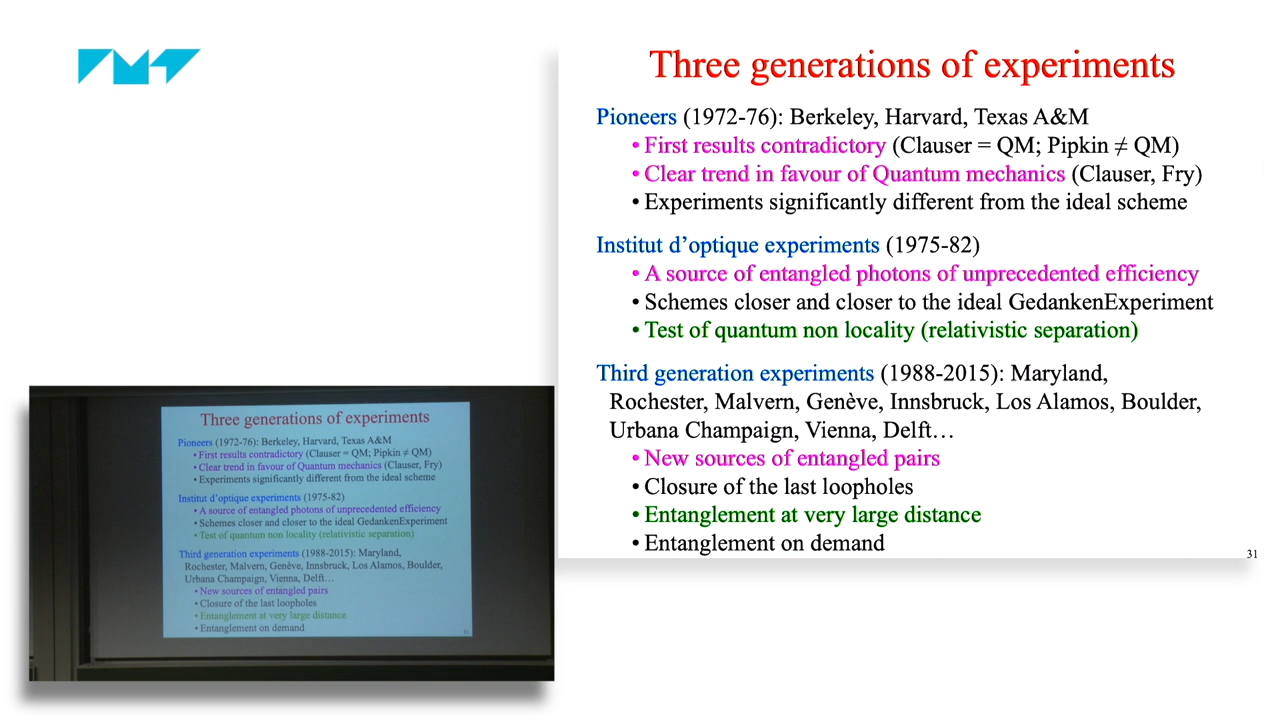 Three generations of experiments
Pioneers (1972-76): Berkeley, Harvard, Texas A&M
• First results contradictory (Clauser = QM; Pipkin ≠ QM)
• Clear trend in favour of Quantum mechanics (Clauser, Fry)
• Experiments significantly different from the ideal scheme
Institut d’optique experiments (1975-82)
• A source of entangled photons of unprecedented efficiency
• Schemes closer and closer to the ideal GedankenExperiment
• Test of quantum non locality (relativistic separation)
Third generation experiments (1988-2015): Maryland,
Rochester, Malvern, Genève, Innsbruck, Los Alamos, Boulder,
Urbana Champaign, Vienna, Delft…
• New sources of entangled pairs
• Closure of the last loopholes
• Entanglement at very large distance
• Entanglement on demand
31
Three generations of experiments
Pioneers (1972-76): Berkeley, Harvard, Texas A&M
• First results contradictory (Clauser = QM; Pipkin ≠ QM)
• Clear trend in favour of Quantum mechanics (Clauser, Fry)
• Experiments significantly different from the ideal scheme
Institut d’optique experiments (1975-82)
• A source of entangled photons of unprecedented efficiency
• Schemes closer and closer to the ideal GedankenExperiment
• Test of quantum non locality (relativistic separation)
Third generation experiments (1988-2015): Maryland,
Rochester, Malvern, Genève, Innsbruck, Los Alamos, Boulder,
Urbana Champaign, Vienna, Delft…
• New sources of entangled pairs
• Closure of the last loopholes
• Entanglement at very large distance
• Entanglement on demand